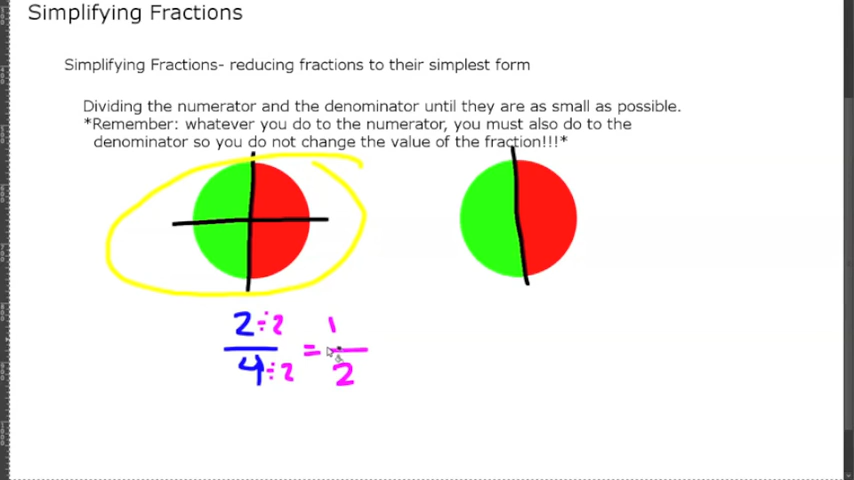 Simplifying Fractions
Simplifying Fractions- reducing fractions to their simplest form
Dividing the numerator and the denominator until they are as small as possible.
*Remember: whatever you do to the numerator, you must also do to the
denominator so you do not change the value of the fraction!!!*
2÷2 1
=
4÷2 2